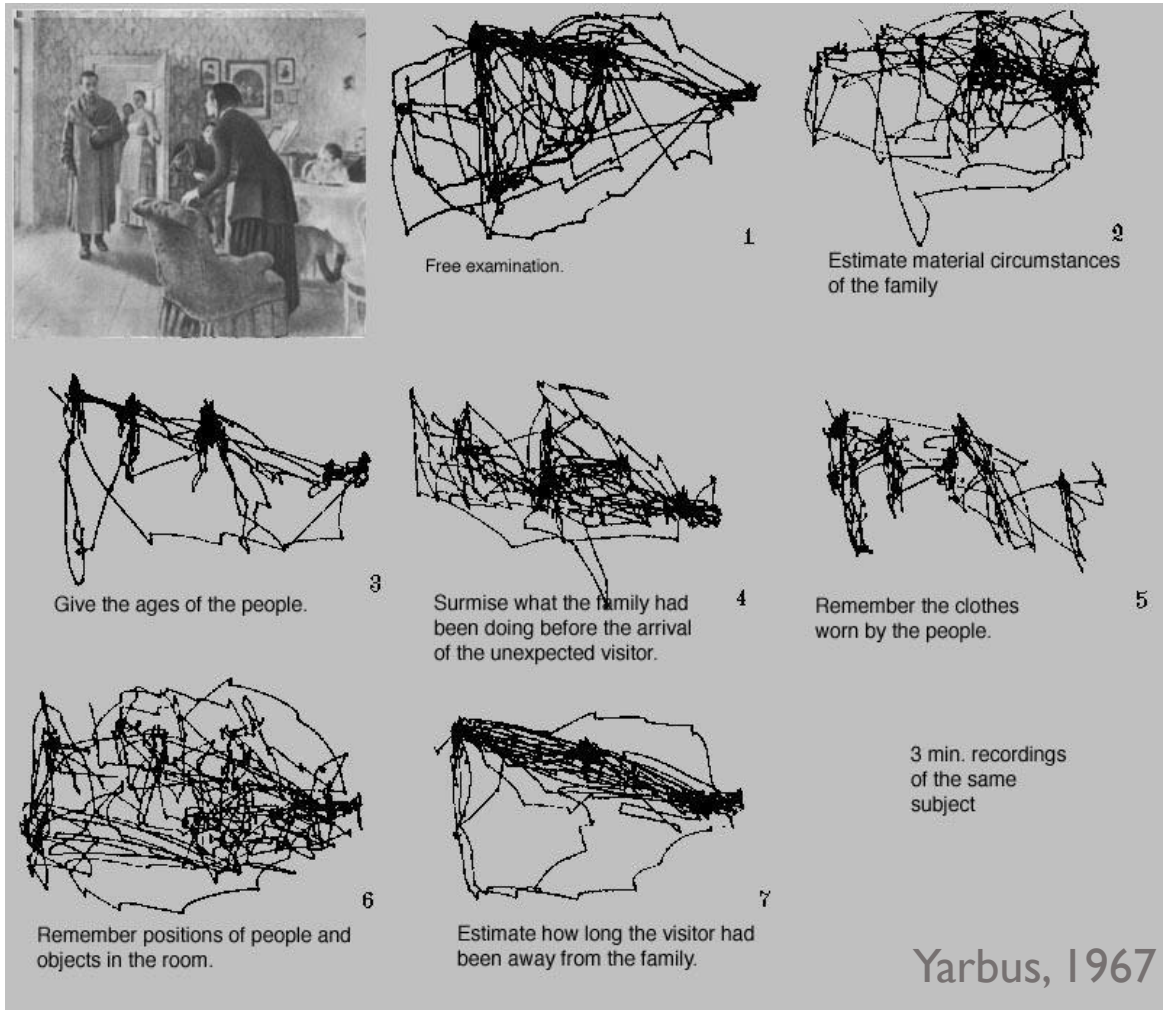 1
Free examination.
2
Estimate material circumstances
of the family
3
Give the ages of the people.
4
Surmise what the family had
been doing before the arrival
of the unexpected visitor.
5
Remember the clothes
worn by the people.
6
Remember positions of people and
objects in the room.
7
Estimate how long the visitor had
been away from the family.
3 min. recordings
of the same
subject
Yarbus, 1967